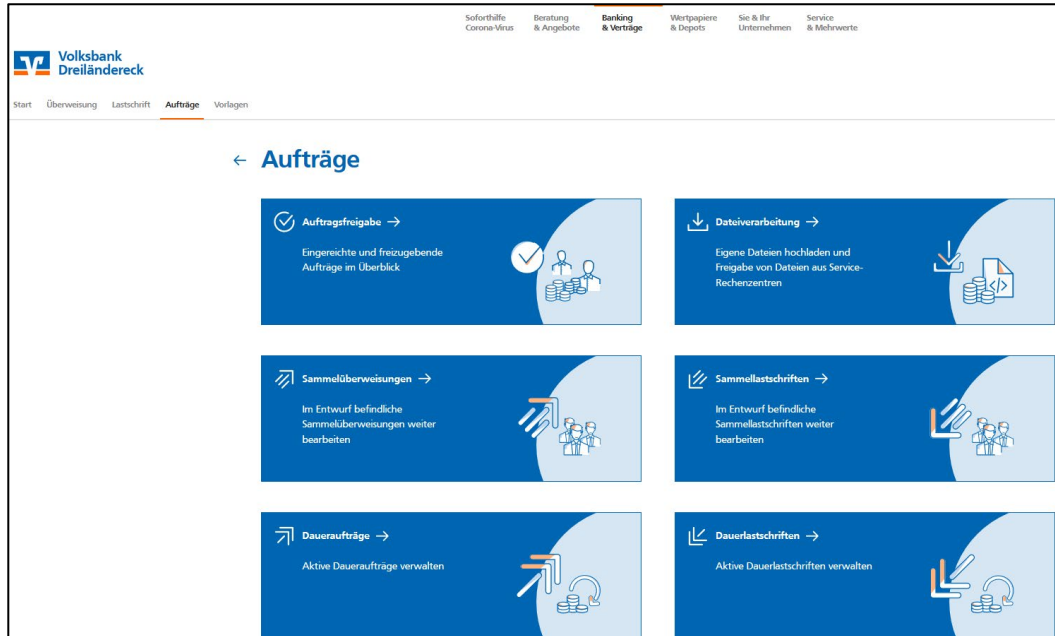 Soforthilfe Beratung Banking Wertpapiere Sie & Ihr Service
Corona-Virus & Angebote & Verträge & Depots Unternehmen & Mehrwerte
Volksbank
Dreiländereck
Start Überweisung Lastschrift Aufträge Vorlagen
← Aufträge
Auftragsfreigabe →
Eingereichte und freizugebende
Aufträge im Überblick
Dateiverarbeitung →
Eigene Dateien hochladen und
Freigabe von Dateien aus Service-
Rechenzentren
</>
Sammelüberweisungen →
Im Entwurf befindliche
Sammelüberweisungen weiter
bearbeiten
Sammellastschriften →
Im Entwurf befindliche
Sammellastschriften weiter
bearbeiten
Daueraufträge →
Aktive Daueraufträge verwalten
Dauerlastschriften →
Aktive Dauerlastschriften verwalten